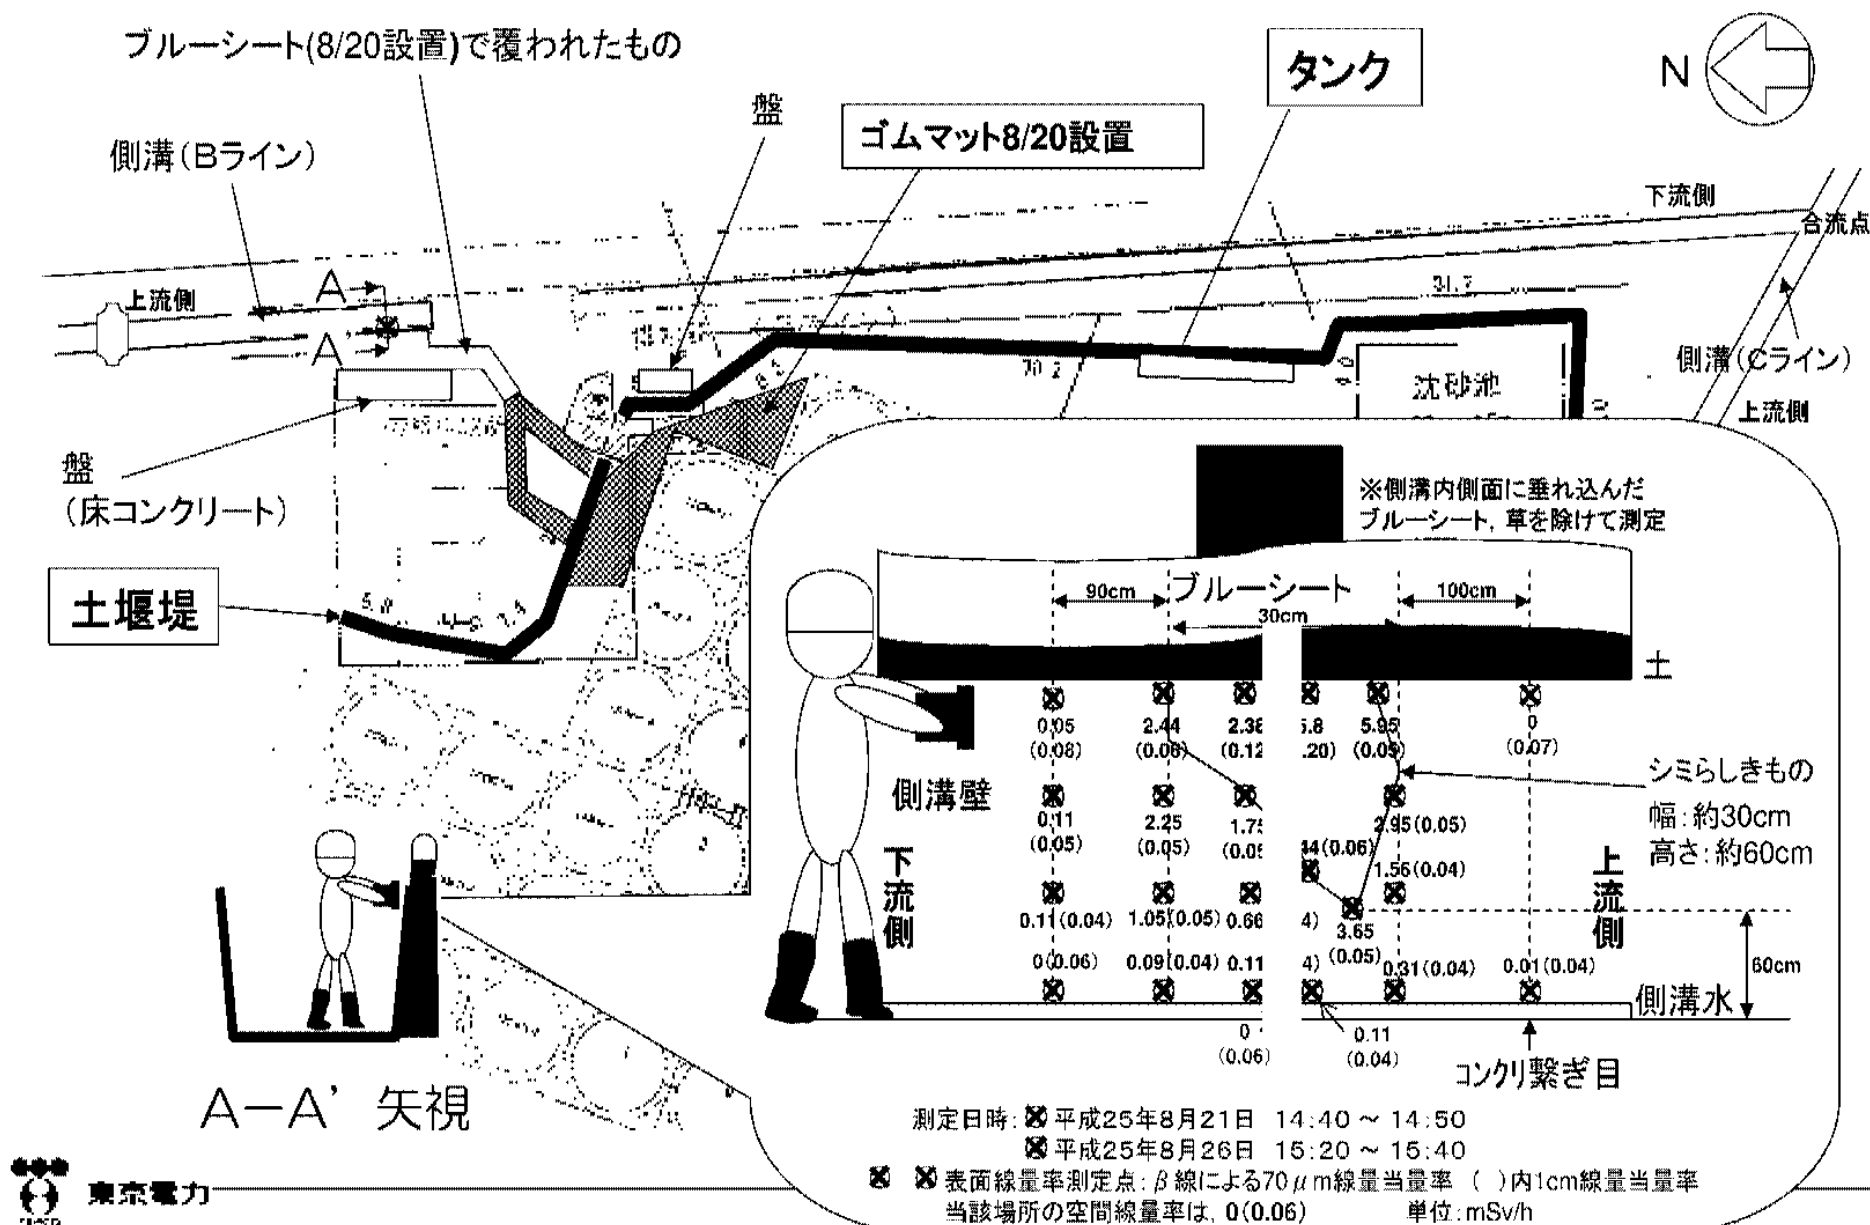 ブルーシート(8/20設置)で覆われたもの
タンク
N
盤
ゴムマット8/20設置
側溝(Bライン)
下流側
合流点
上流側
A
A
31.7
70.2
沈砂池
側溝(Cライン)
上流側
盤
(床コンクリート)
土堰堤
※側溝内側面に垂れ込んだ
ブルーシート, 草を除けて測定
90cm
ブルーシート
100cm
30cm
土
0.05
2.44
5.95
0
(0.08)
(0.06)
(0.05)
(0.07)
シミらしきもの
幅:約30cm
高さ:約60cm
側溝壁
0.11
2.25
2.95(0.05)
(0.05)
(0.05)
1.56(0.04)
下流側
上流側
0.11(0.04)
1.05(0.05)
0.66
3.65
(0.05)
0(0.06)
0.09(0.04)
0.11
0.31(0.04)
0.01(0.04)
60cm
側溝水
0
(0.06)
0.11
(0.04)
コンクリ繋ぎ目
A-A' 矢視
測定日時: 平成25年8月21日 14:40 ~ 14:50
平成25年8月26日 15:20 ~ 15:40
表面線量率測定点:β線による70μm線量当量率 ( )内1cm線量当量率
当該場所の空間線量率は, 0(0.06) 単位:mSv/h
東京電力